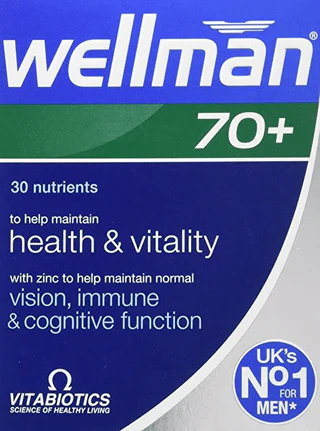 wellman®
70+
30 nutrients
to help maintain
health & vitality
with zinc to help maintain normal
vision, immune
& cognitive function
UK's
No1
FOR
MEN*
VITABIOTICS
SCIENCE OF HEALTHY LIVING